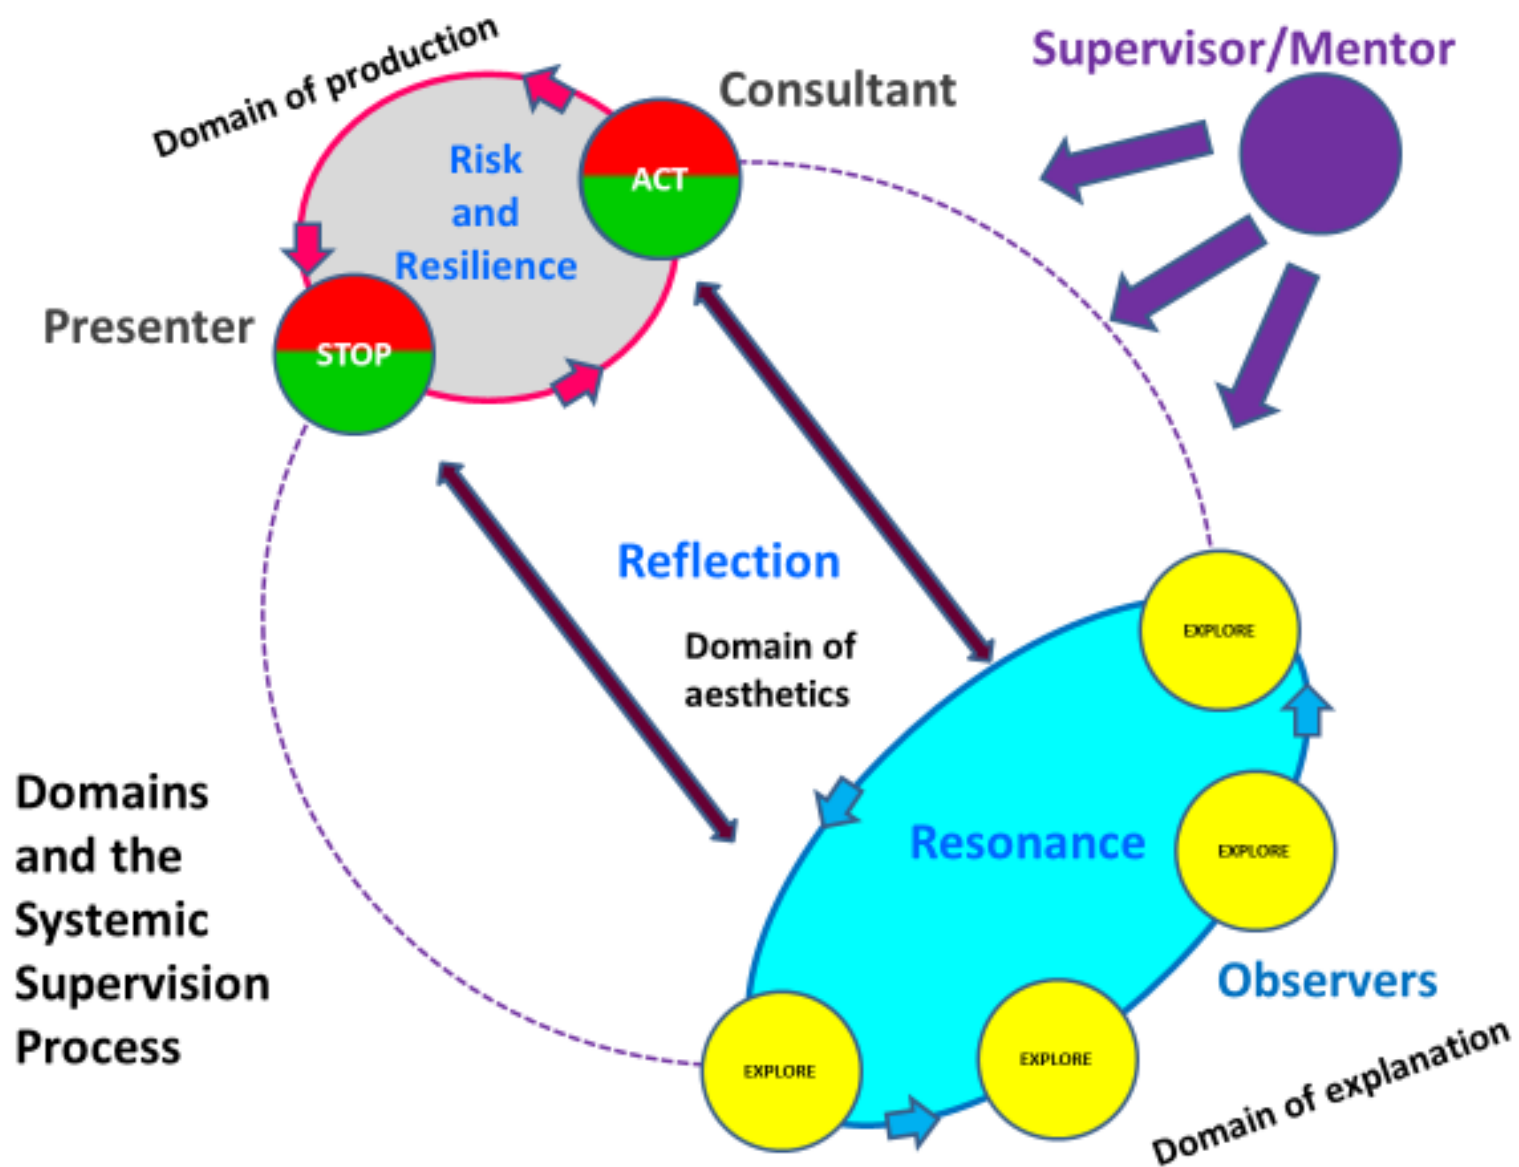 Domain of production
Supervisor/Mentor
Consultant
Risk
and
Resilience
ACT
Presenter
STOP
Reflection
Domain of
aesthetics
EXPLORE
Resonance
EXPLORE
Observers
EXPLORE
EXPLORE
Domain of explanation
Domains
and the
Systemic
Supervision
Process